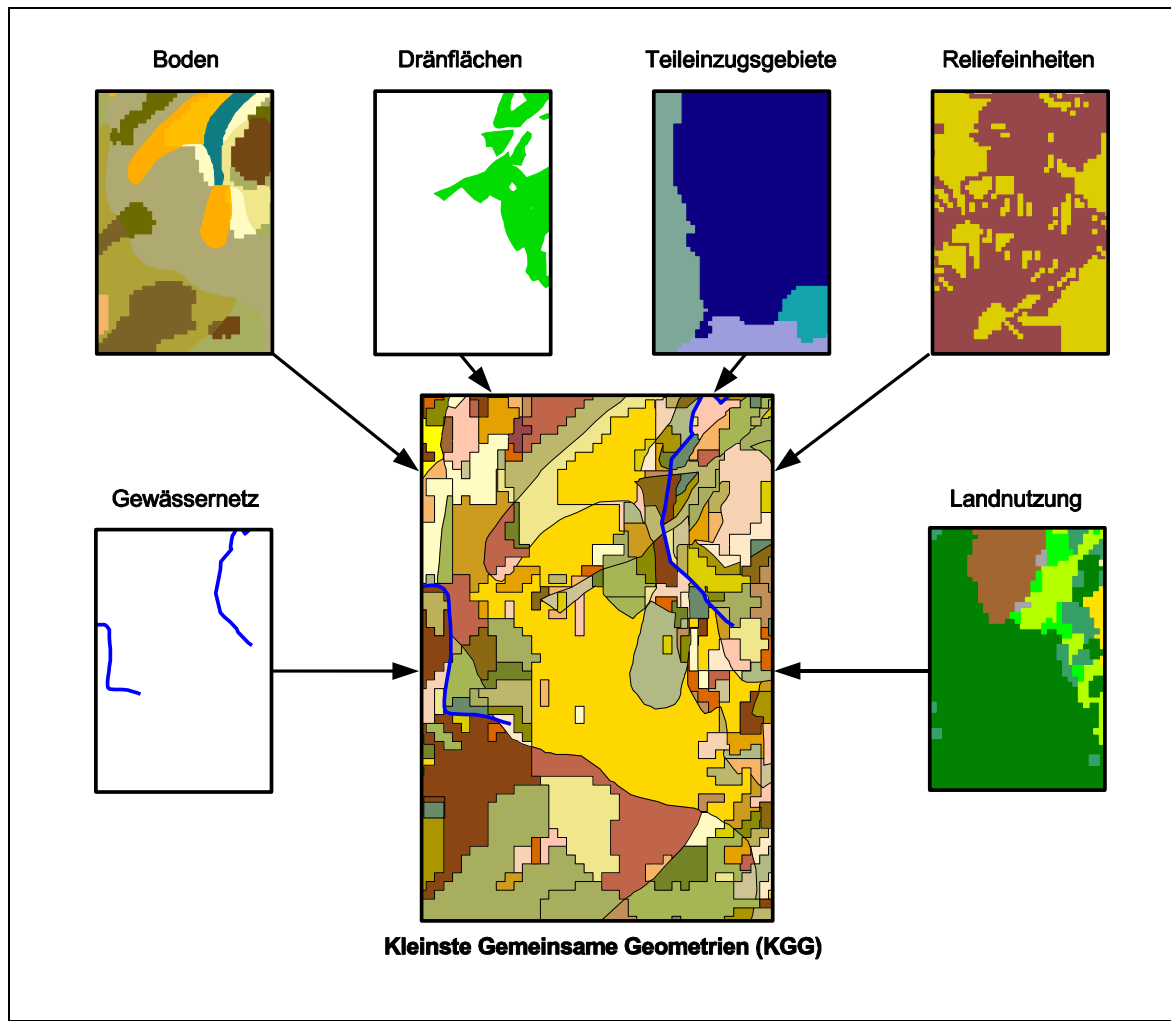 Boden
Dränflächen
Teileinzugsgebiete
Reliefeinheiten
Gewässernetz
Landnutzung
Kleinste Gemeinsame Geometrien (KGG)